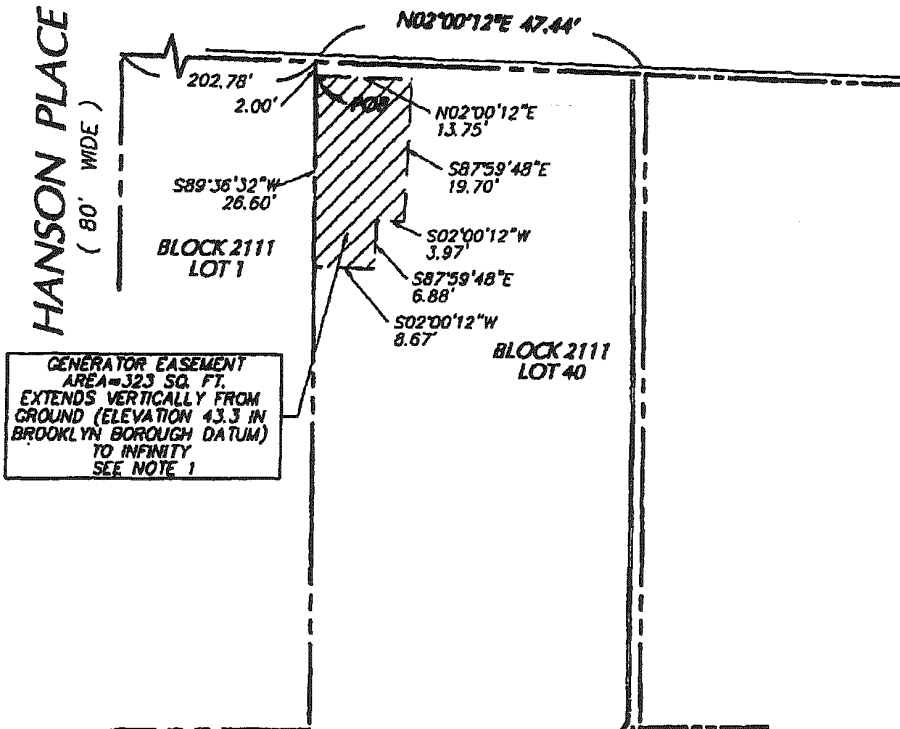 N02°00'12"E 47.44'
HANSON PLACE
( 80' WIDE )
202.78'
2.00'
POB
N02°00'12"E
13.75'
S87°59'48"E
19.70'
S89°36'32"W
26.60'
S02°00'12"W
3.97'
BLOCK 2111
LOT 1
S87°59'48"E
6.88'
S02°00'12"W
8.67'
BLOCK 2111
LOT 40
GENERATOR EASEMENT
AREA=323 SQ. FT.
EXTENDS VERTICALLY FROM
GROUND (ELEVATION 43.3 IN
BROOKLYN BOROUGH DATUM)
TO INFINITY
SEE NOTE 1